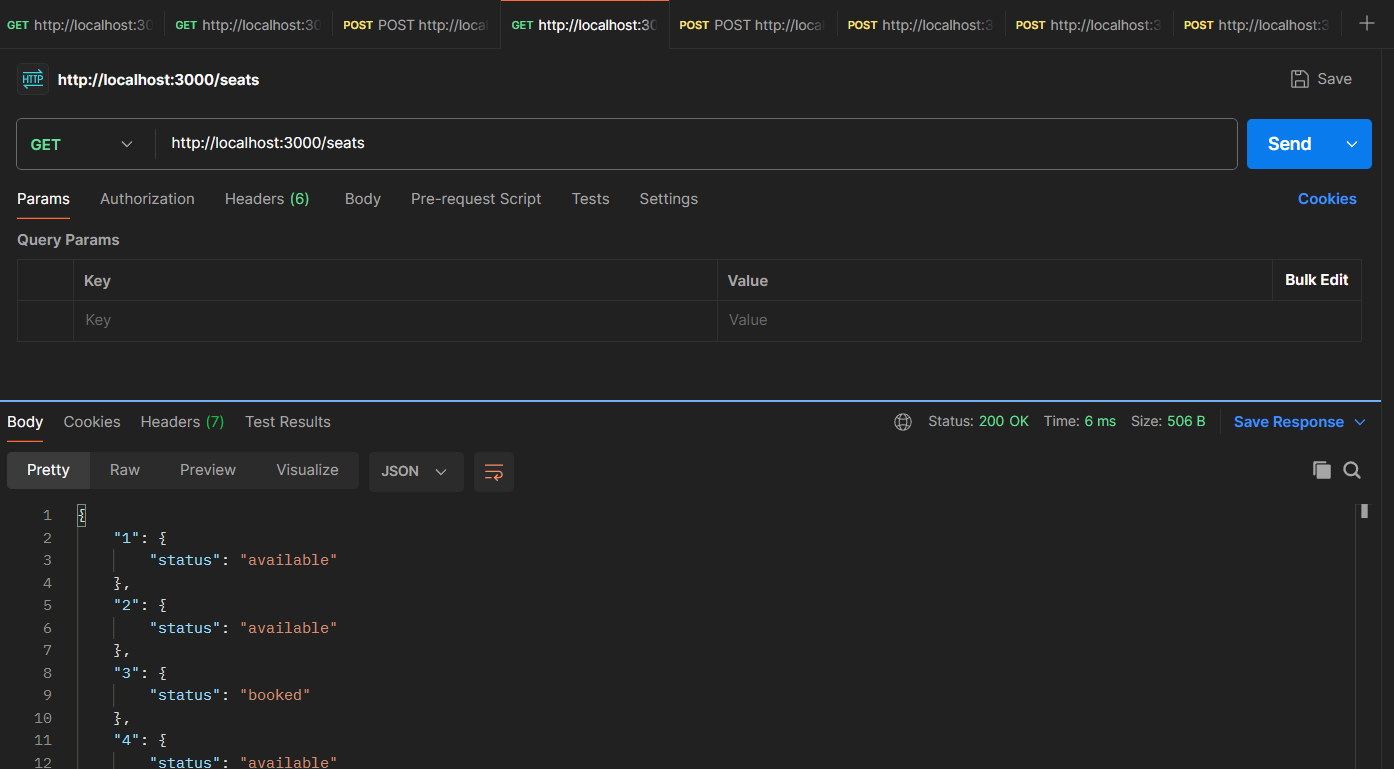 GET http://localhost:30 GET http://localhost:30 POST POST http://local GET http://localhost:30 POST POST http://local POST http://localhost:3 POST http://localhost:3 POST http://localhost:3
HTTP http://localhost:3000/seats Save
GET http://localhost:3000/seats Send
Params Authorization Headers (6) Body Pre-request Script Tests Settings Cookies
Query Params
Key Value Bulk Edit
Key Value
Body Cookies Headers (7) Test Results Status: 200 OK Time: 6 ms Size: 506 B Save Response
Pretty Raw Preview Visualize JSON
1 {
2 "1": {
3 "status": "available"
4 },
5 "2": {
6 "status": "available"
7 },
8 "3": {
9 "status": "booked"
10 },
11 "4": {
12 "status": "available"